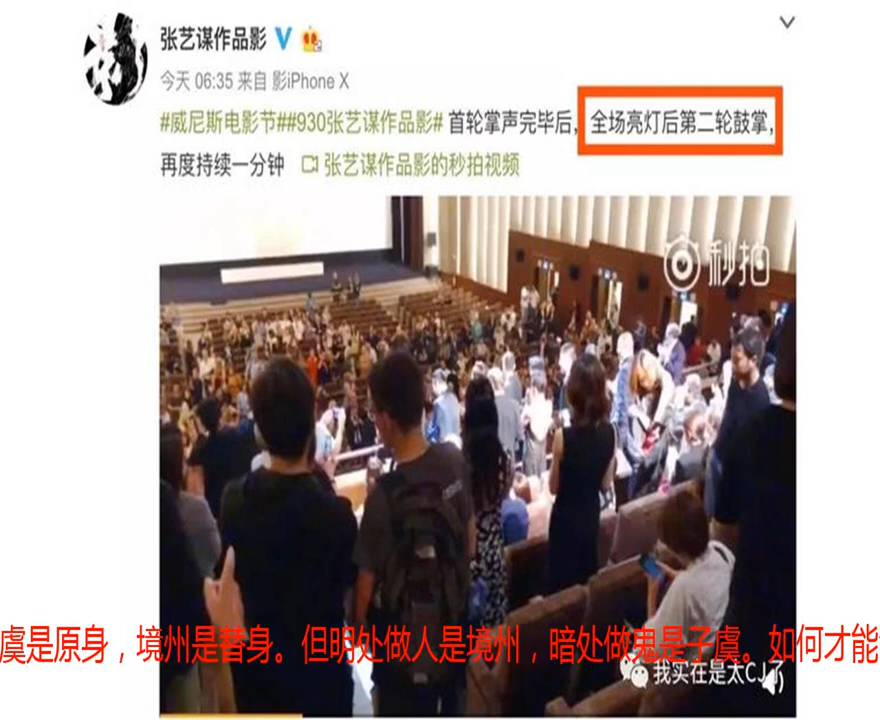 张艺谋作品影
今天 06:35 来自 影iPhone X
#威尼斯电影节##930张艺谋作品影# 首轮掌声完毕后，全场亮灯后第二轮鼓掌，
再度持续一分钟 张艺谋作品影的秒拍视频
秒拍
虞是原身，境州是替身。但明处做人是境州，暗处做鬼是子虞。如何才能
我实在是太CJ了